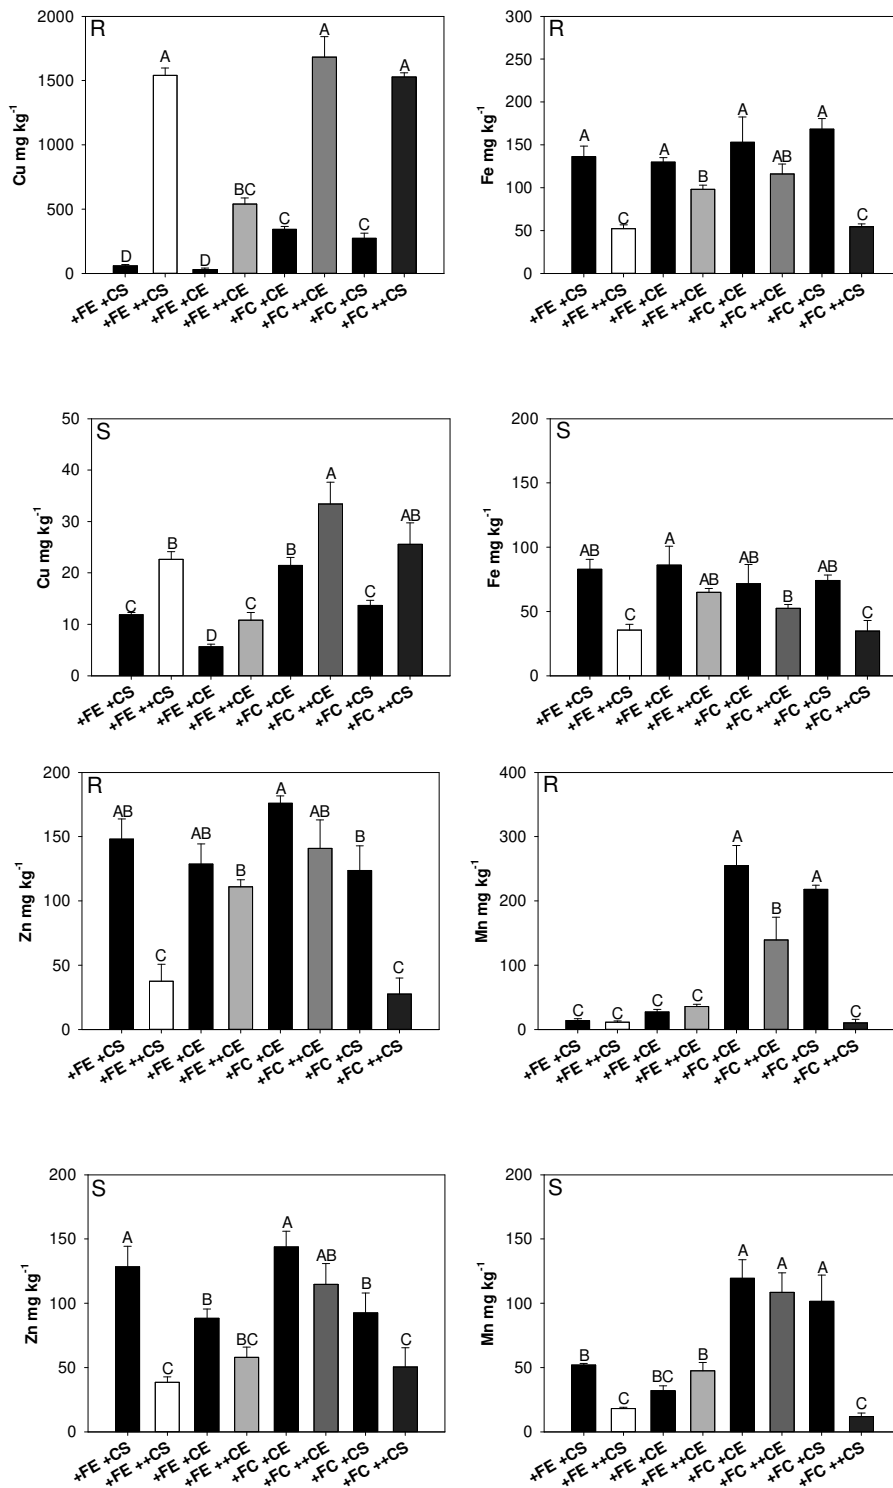 R
Cu mg kg-1
2000
1500
1000
500
0
D
A
D
BC
C
A
C
A
+FE +CS
+FE ++CS
+FE +CE
+FE ++CE
+FC +CE
+FC ++CE
+FC +CS
+FC ++CS
R
Fe mg kg-1
300
250
200
150
100
50
0
A
C
A
B
A
AB
A
C
+FE +CS
+FE ++CS
+FE +CE
+FE ++CE
+FC +CE
+FC ++CE
+FC +CS
+FC ++CS
S
Cu mg kg-1
50
40
30
20
10
0
C
B
D
C
B
A
C
AB
+FE +CS
+FE ++CS
+FE +CE
+FE ++CE
+FC +CE
+FC ++CE
+FC +CS
+FC ++CS
S
Fe mg kg-1
200
150
100
50
0
AB
C
A
AB
AB
B
AB
C
+FE +CS
+FE ++CS
+FE +CE
+FE ++CE
+FC +CE
+FC ++CE
+FC +CS
+FC ++CS
R
Zn mg kg-1
200
150
100
50
0
AB
C
AB
B
A
AB
B
C
+FE +CS
+FE ++CS
+FE +CE
+FE ++CE
+FC +CE
+FC ++CE
+FC +CS
+FC ++CS
R
Mn mg kg-1
400
300
200
100
0
C
C
C
C
A
B
A
C
+FE +CS
+FE ++CS
+FE +CE
+FE ++CE
+FC +CE
+FC ++CE
+FC +CS
+FC ++CS
S
Zn mg kg-1
200
150
100
50
0
A
C
B
BC
A
AB
B
C
+FE +CS
+FE ++CS
+FE +CE
+FE ++CE
+FC +CE
+FC ++CE
+FC +CS
+FC ++CS
S
Mn mg kg-1
200
150
100
50
0
B
C
BC
B
A
A
A
C
+FE +CS
+FE ++CS
+FE +CE
+FE ++CE
+FC +CE
+FC ++CE
+FC +CS
+FC ++CS